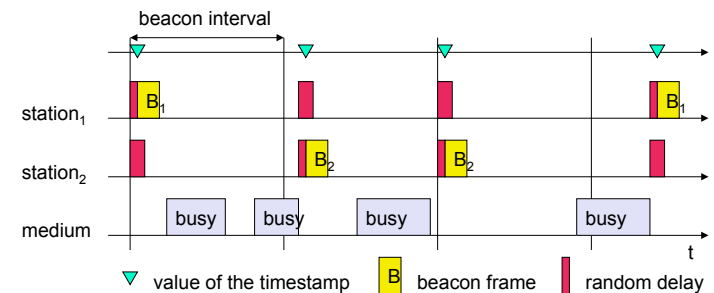 beacon interval
station1 B1 B1
station2 B2 B2
medium busy busy busy busy
t
value of the timestamp B beacon frame random delay